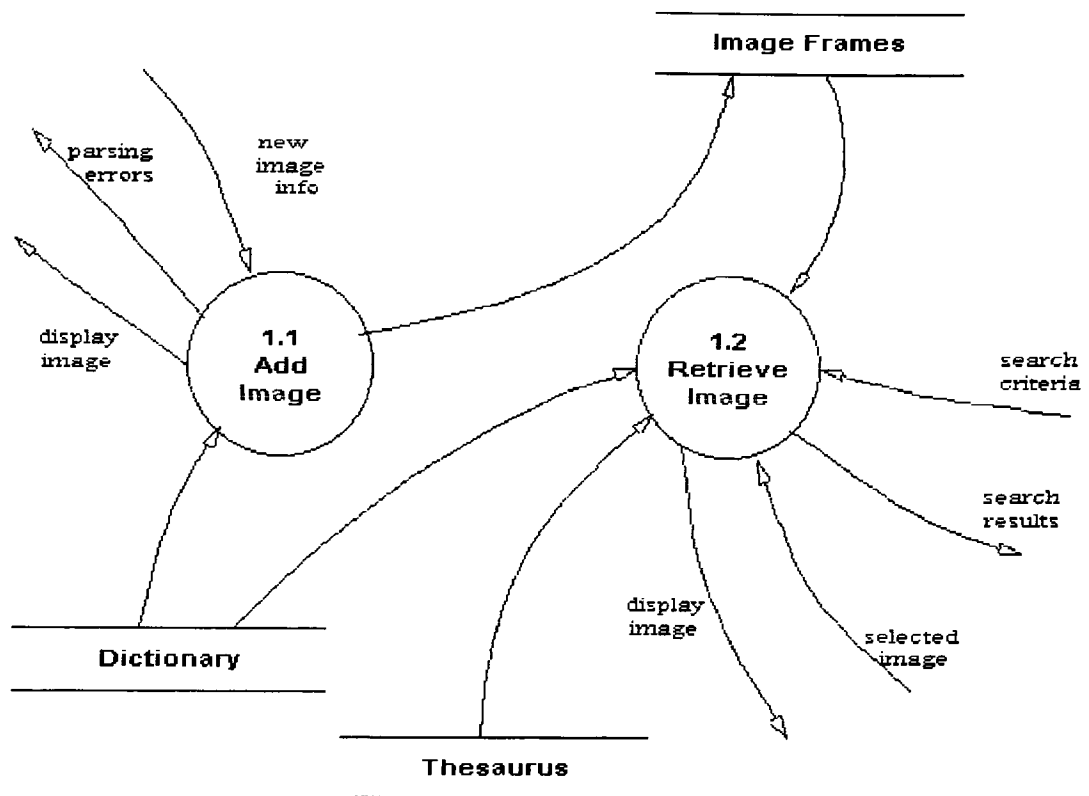 Image Frames
parsing
errors
new
image
info
display
image
1.1
Add
Image
1.2
Retrieve
Image
search
criteria
search
results
display
image
selected
image
Dictionary
Thesaurus